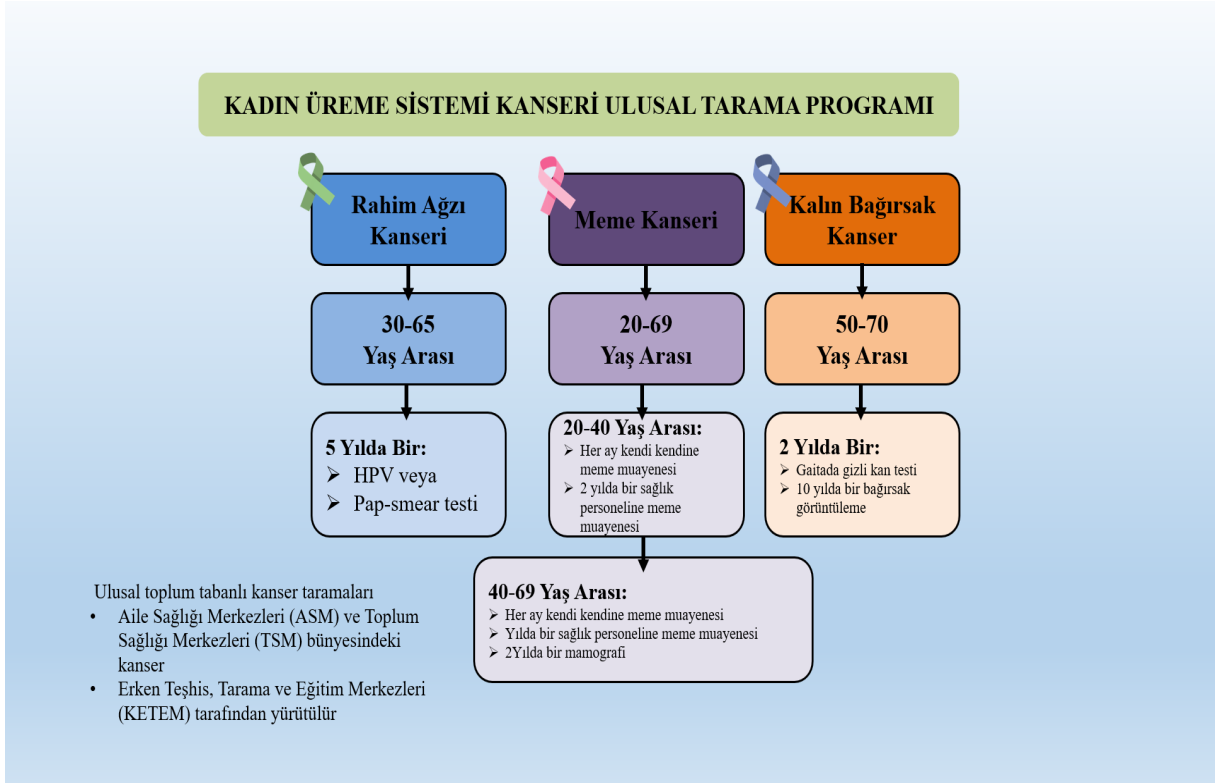 KADIN ÜREME SİSTEMİ KANSERİ ULUSAL TARAMA PROGRAMI
Rahim Ağzı
Kanseri
30-65
Yaş Arası
5 Yılda Bir:
➢ HPV veya
➢ Pap-smear testi
Meme Kanseri
20-69
Yaş Arası
20-40 Yaş Arası:
➢ Her ay kendi kendine
meme muayenesi
➢ 2 yılda bir sağlık
personeline meme
muayenesi
40-69 Yaş Arası:
➢ Her ay kendi kendine meme muayenesi
➢ Yılda bir sağlık personeline meme muayenesi
➢ 2Yılda bir mamografi
Kalın Bağırsak
Kanser
50-70
Yaş Arası
2 Yılda Bir:
➢ Gaitada gizli kan testi
➢ 10 yılda bir bağırsak
görüntüleme
Ulusal toplum tabanlı kanser taramaları
• Aile Sağlığı Merkezleri (ASM) ve Toplum
Sağlığı Merkezleri (TSM) bünyesindeki
kanser
• Erken Teşhis, Tarama ve Eğitim Merkezleri
(KETEM) tarafından yürütülür